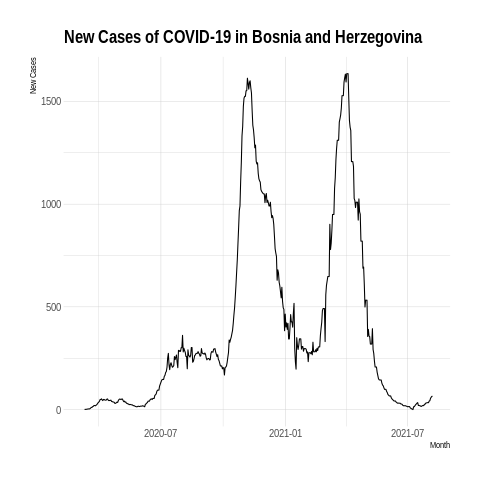 New Cases of COVID-19 in Bosnia and Herzegovina
New Cases
1500
1000
500
0
2020-07
2021-01
2021-07
Month